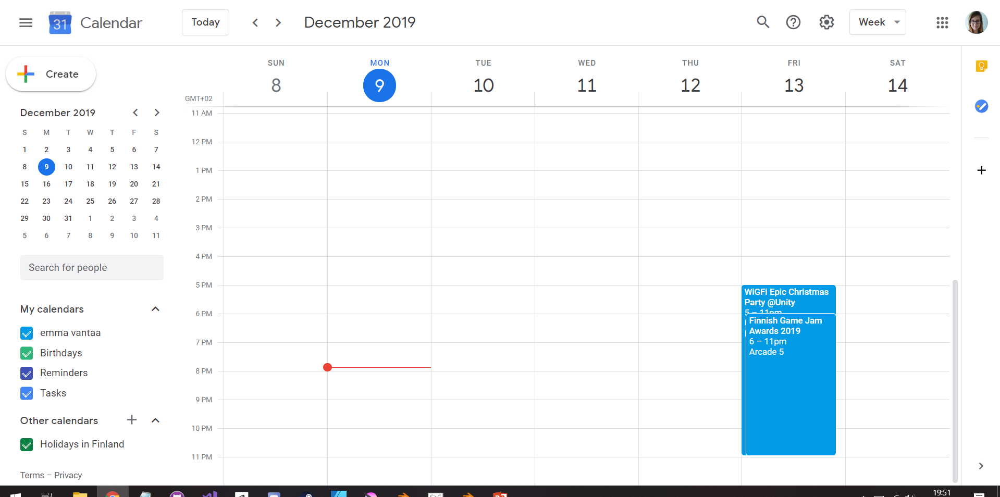 31 Calendar
Today
December 2019
Week
Create
December 2019
S M T W T F S
1 2 3 4 5 6 7
8 9 10 11 12 13 14
15 16 17 18 19 20 21
22 23 24 25 26 27 28
29 30 31 1 2 3 4
5 6 7 8 9 10 11
Search for people
My calendars
emma vantaa
Birthdays
Reminders
Tasks
Other calendars
Holidays in Finland
Terms – Privacy
SUN MON TUE WED THU FRI SAT
8 9 10 11 12 13 14
GMT+02
11 AM
12 PM
1 PM
2 PM
3 PM
4 PM
5 PM
6 PM
7 PM
8 PM
9 PM
10 PM
11 PM
WiGFi Epic Christmas
Party @Unity
5 – 11pm
Finnish Game Jam
Awards 2019
6 – 11pm
Arcade 5
19:51